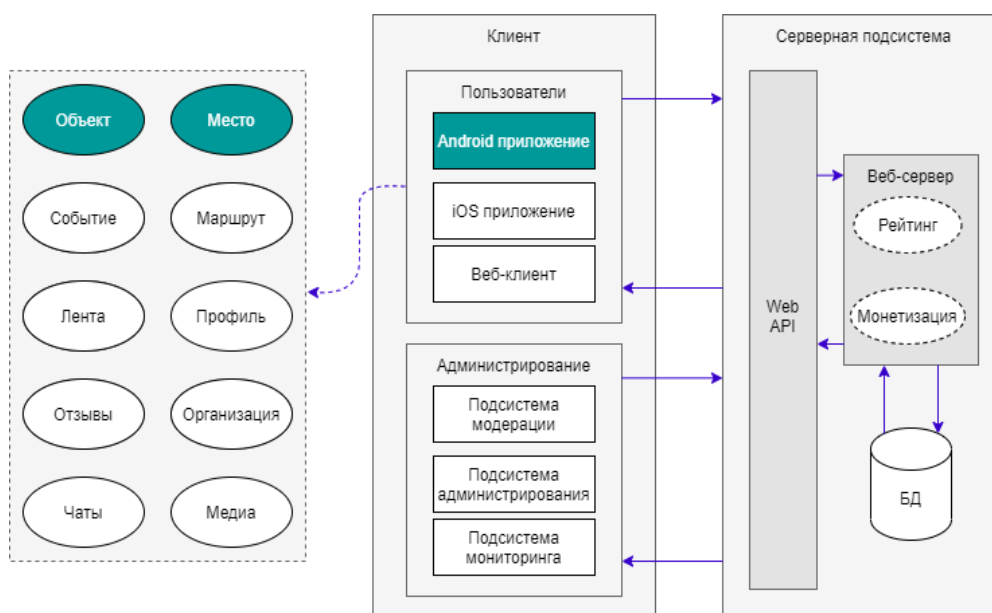 Объект
Место
Событие
Маршрут
Лента
Профиль
Отзывы
Организация
Чаты
Медиа
Клиент
Пользователи
Android приложение
iOS приложение
Веб-клиент
Администрирование
Подсистема
модерации
Подсистема
администрирования
Подсистема
мониторинга
Серверная подсистема
Web
API
Веб-сервер
Рейтинг
Монетизация
БД